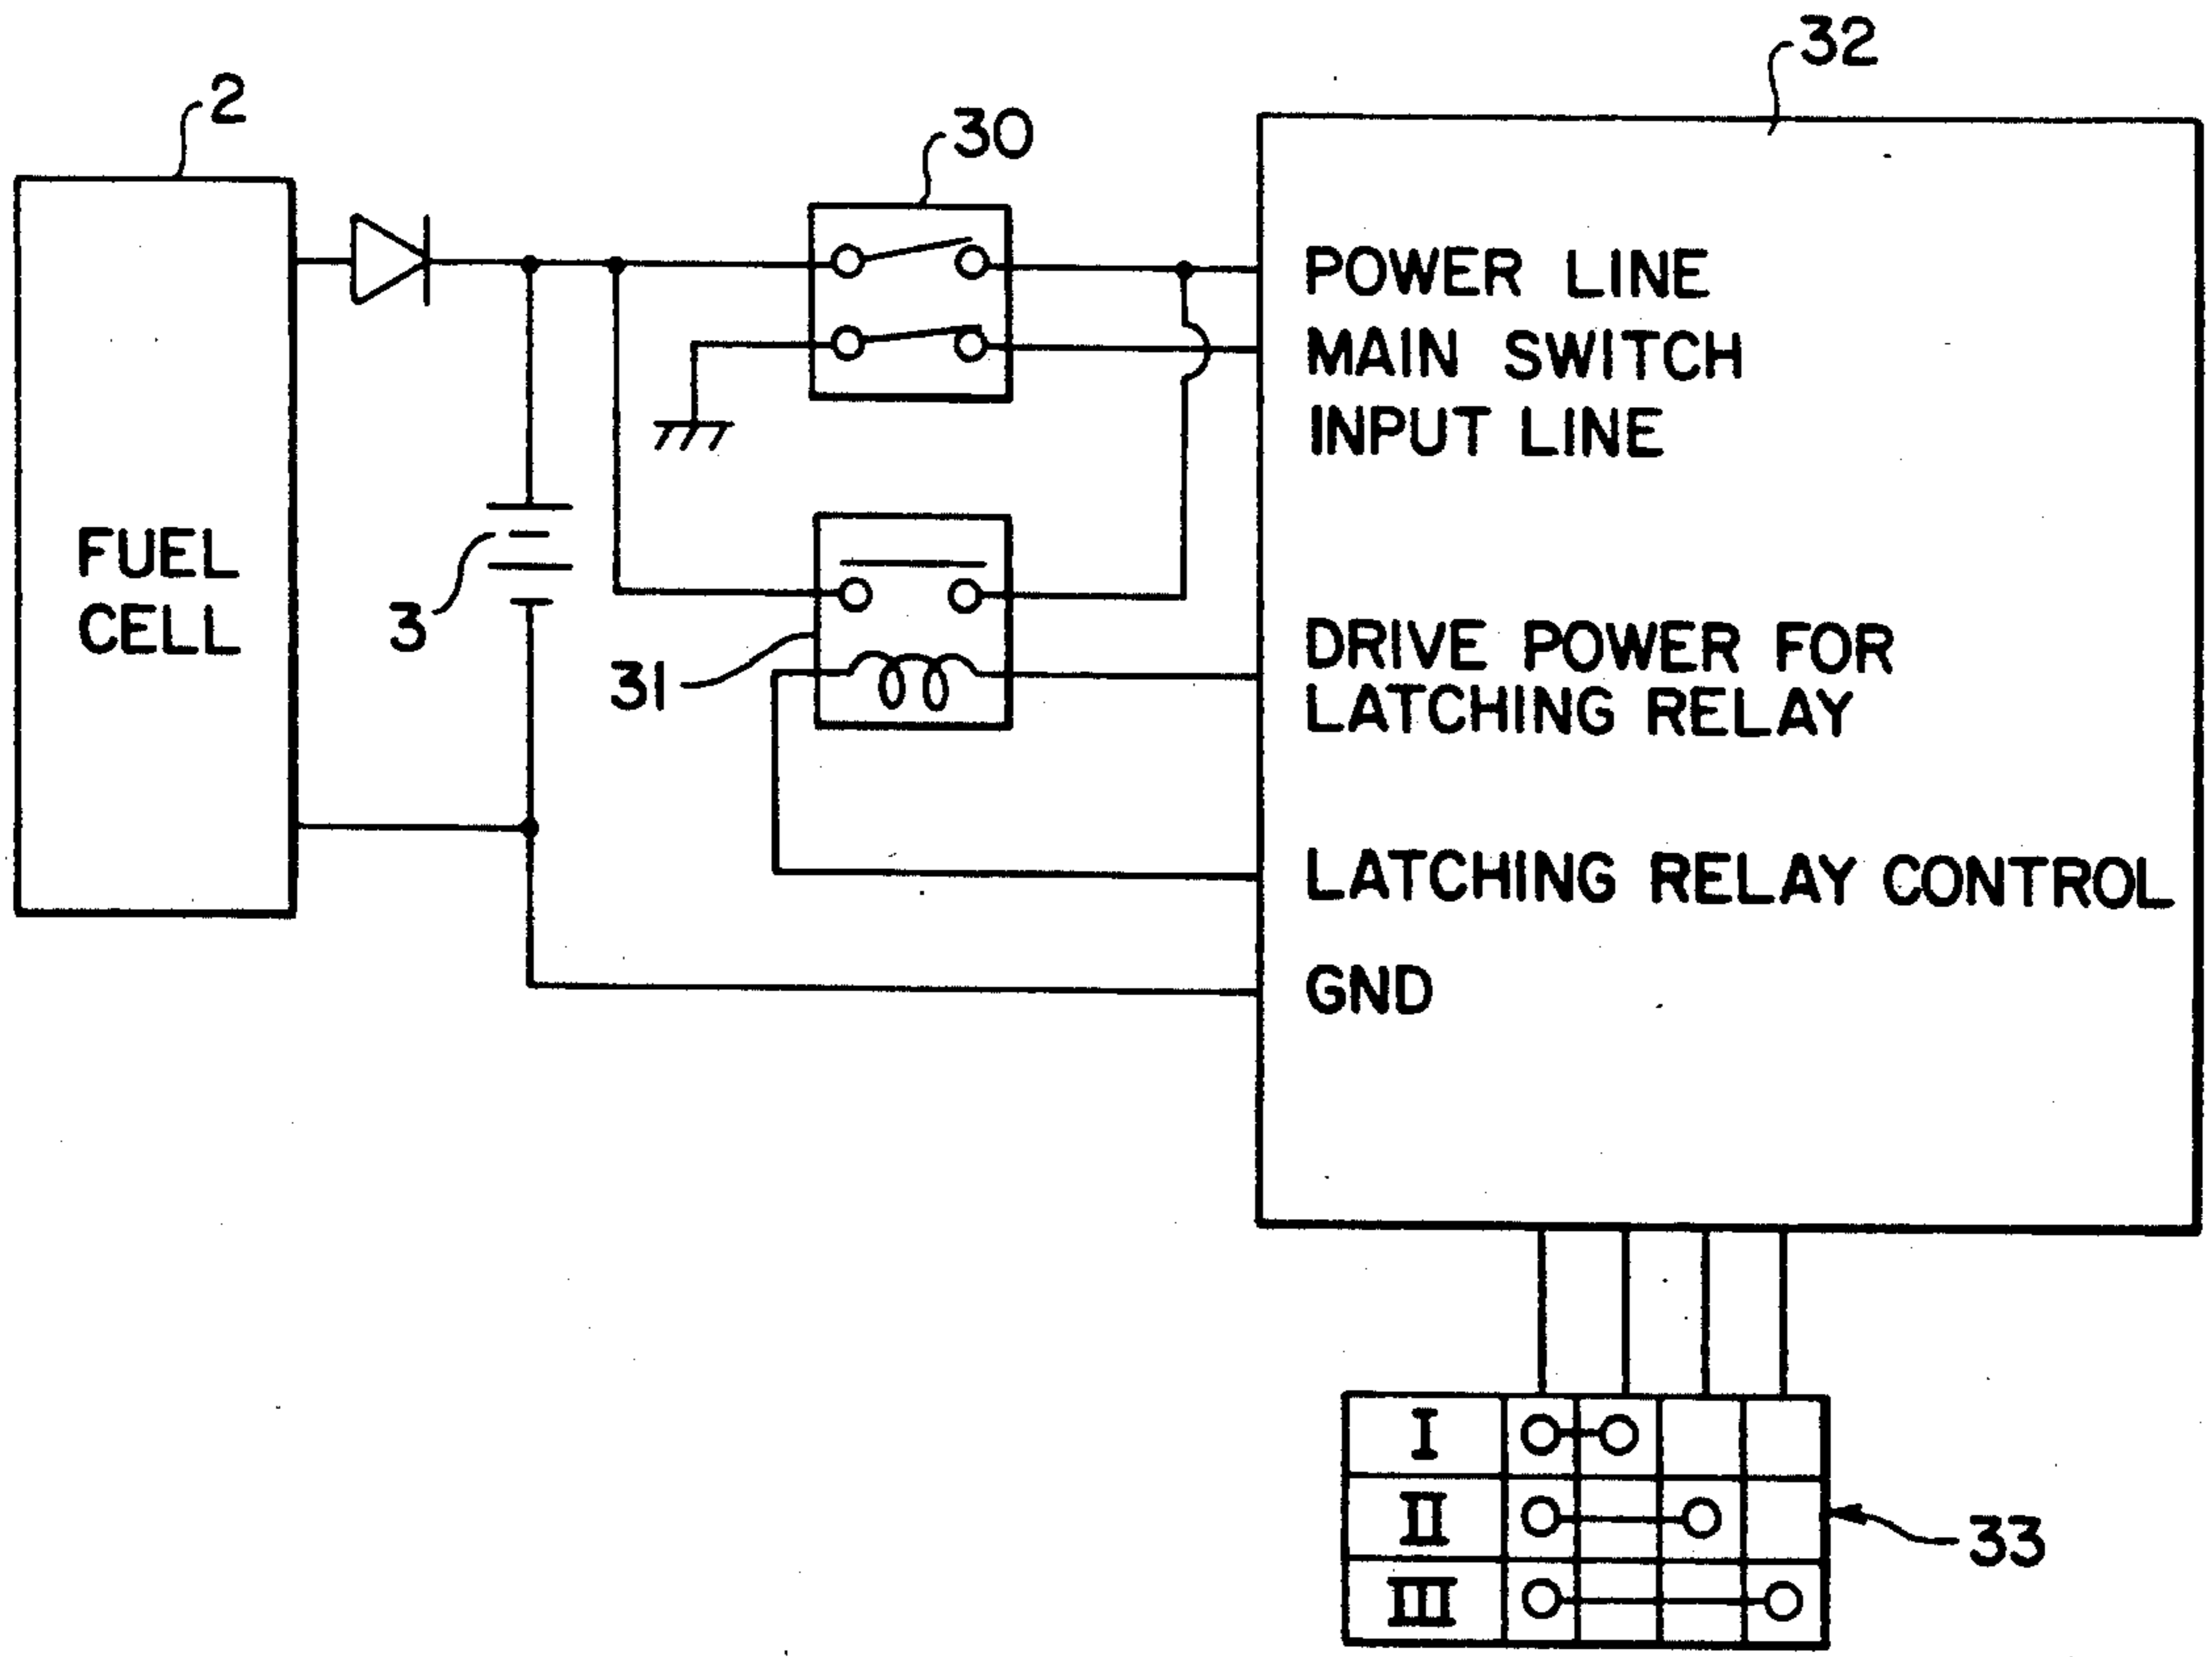 32
2
30
POWER LINE
MAIN SWITCH
INPUT LINE
FUEL
CELL
3
31
DRIVE POWER FOR
LATCHING RELAY
LATCHING RELAY CONTROL
GND
I
II
III
33